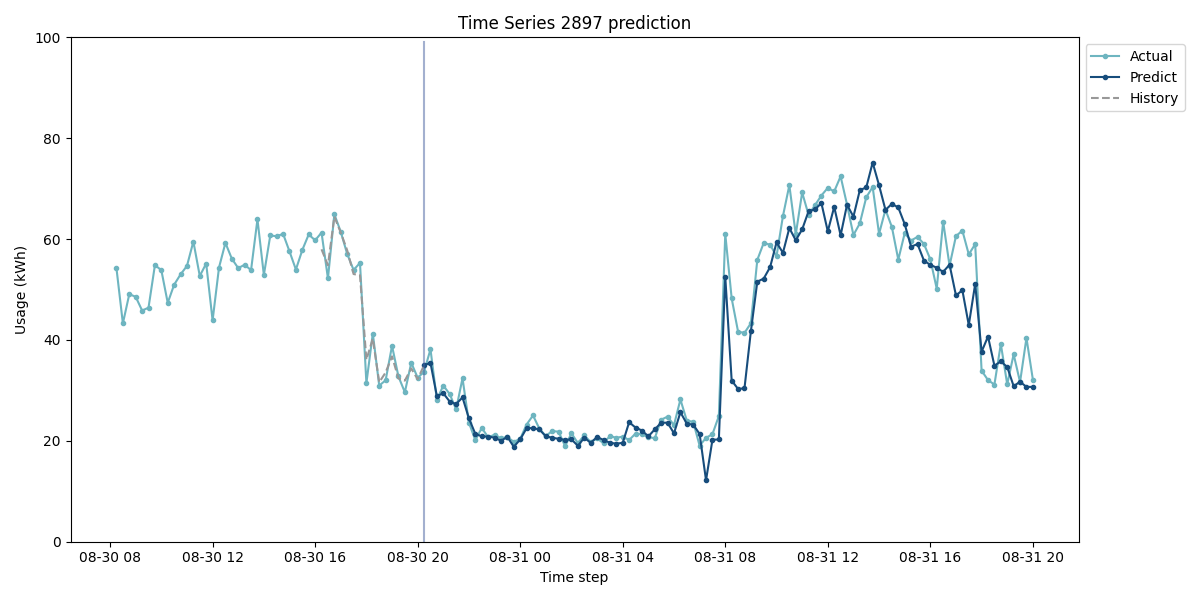 Time Series 2897 prediction
100
80
60
40
20
0
Usage (kWh)
08-30 08
08-30 12
08-30 16
08-30 20
08-31 00
08-31 04
08-31 08
08-31 12
08-31 16
08-31 20
Time step
Actual
Predict
History